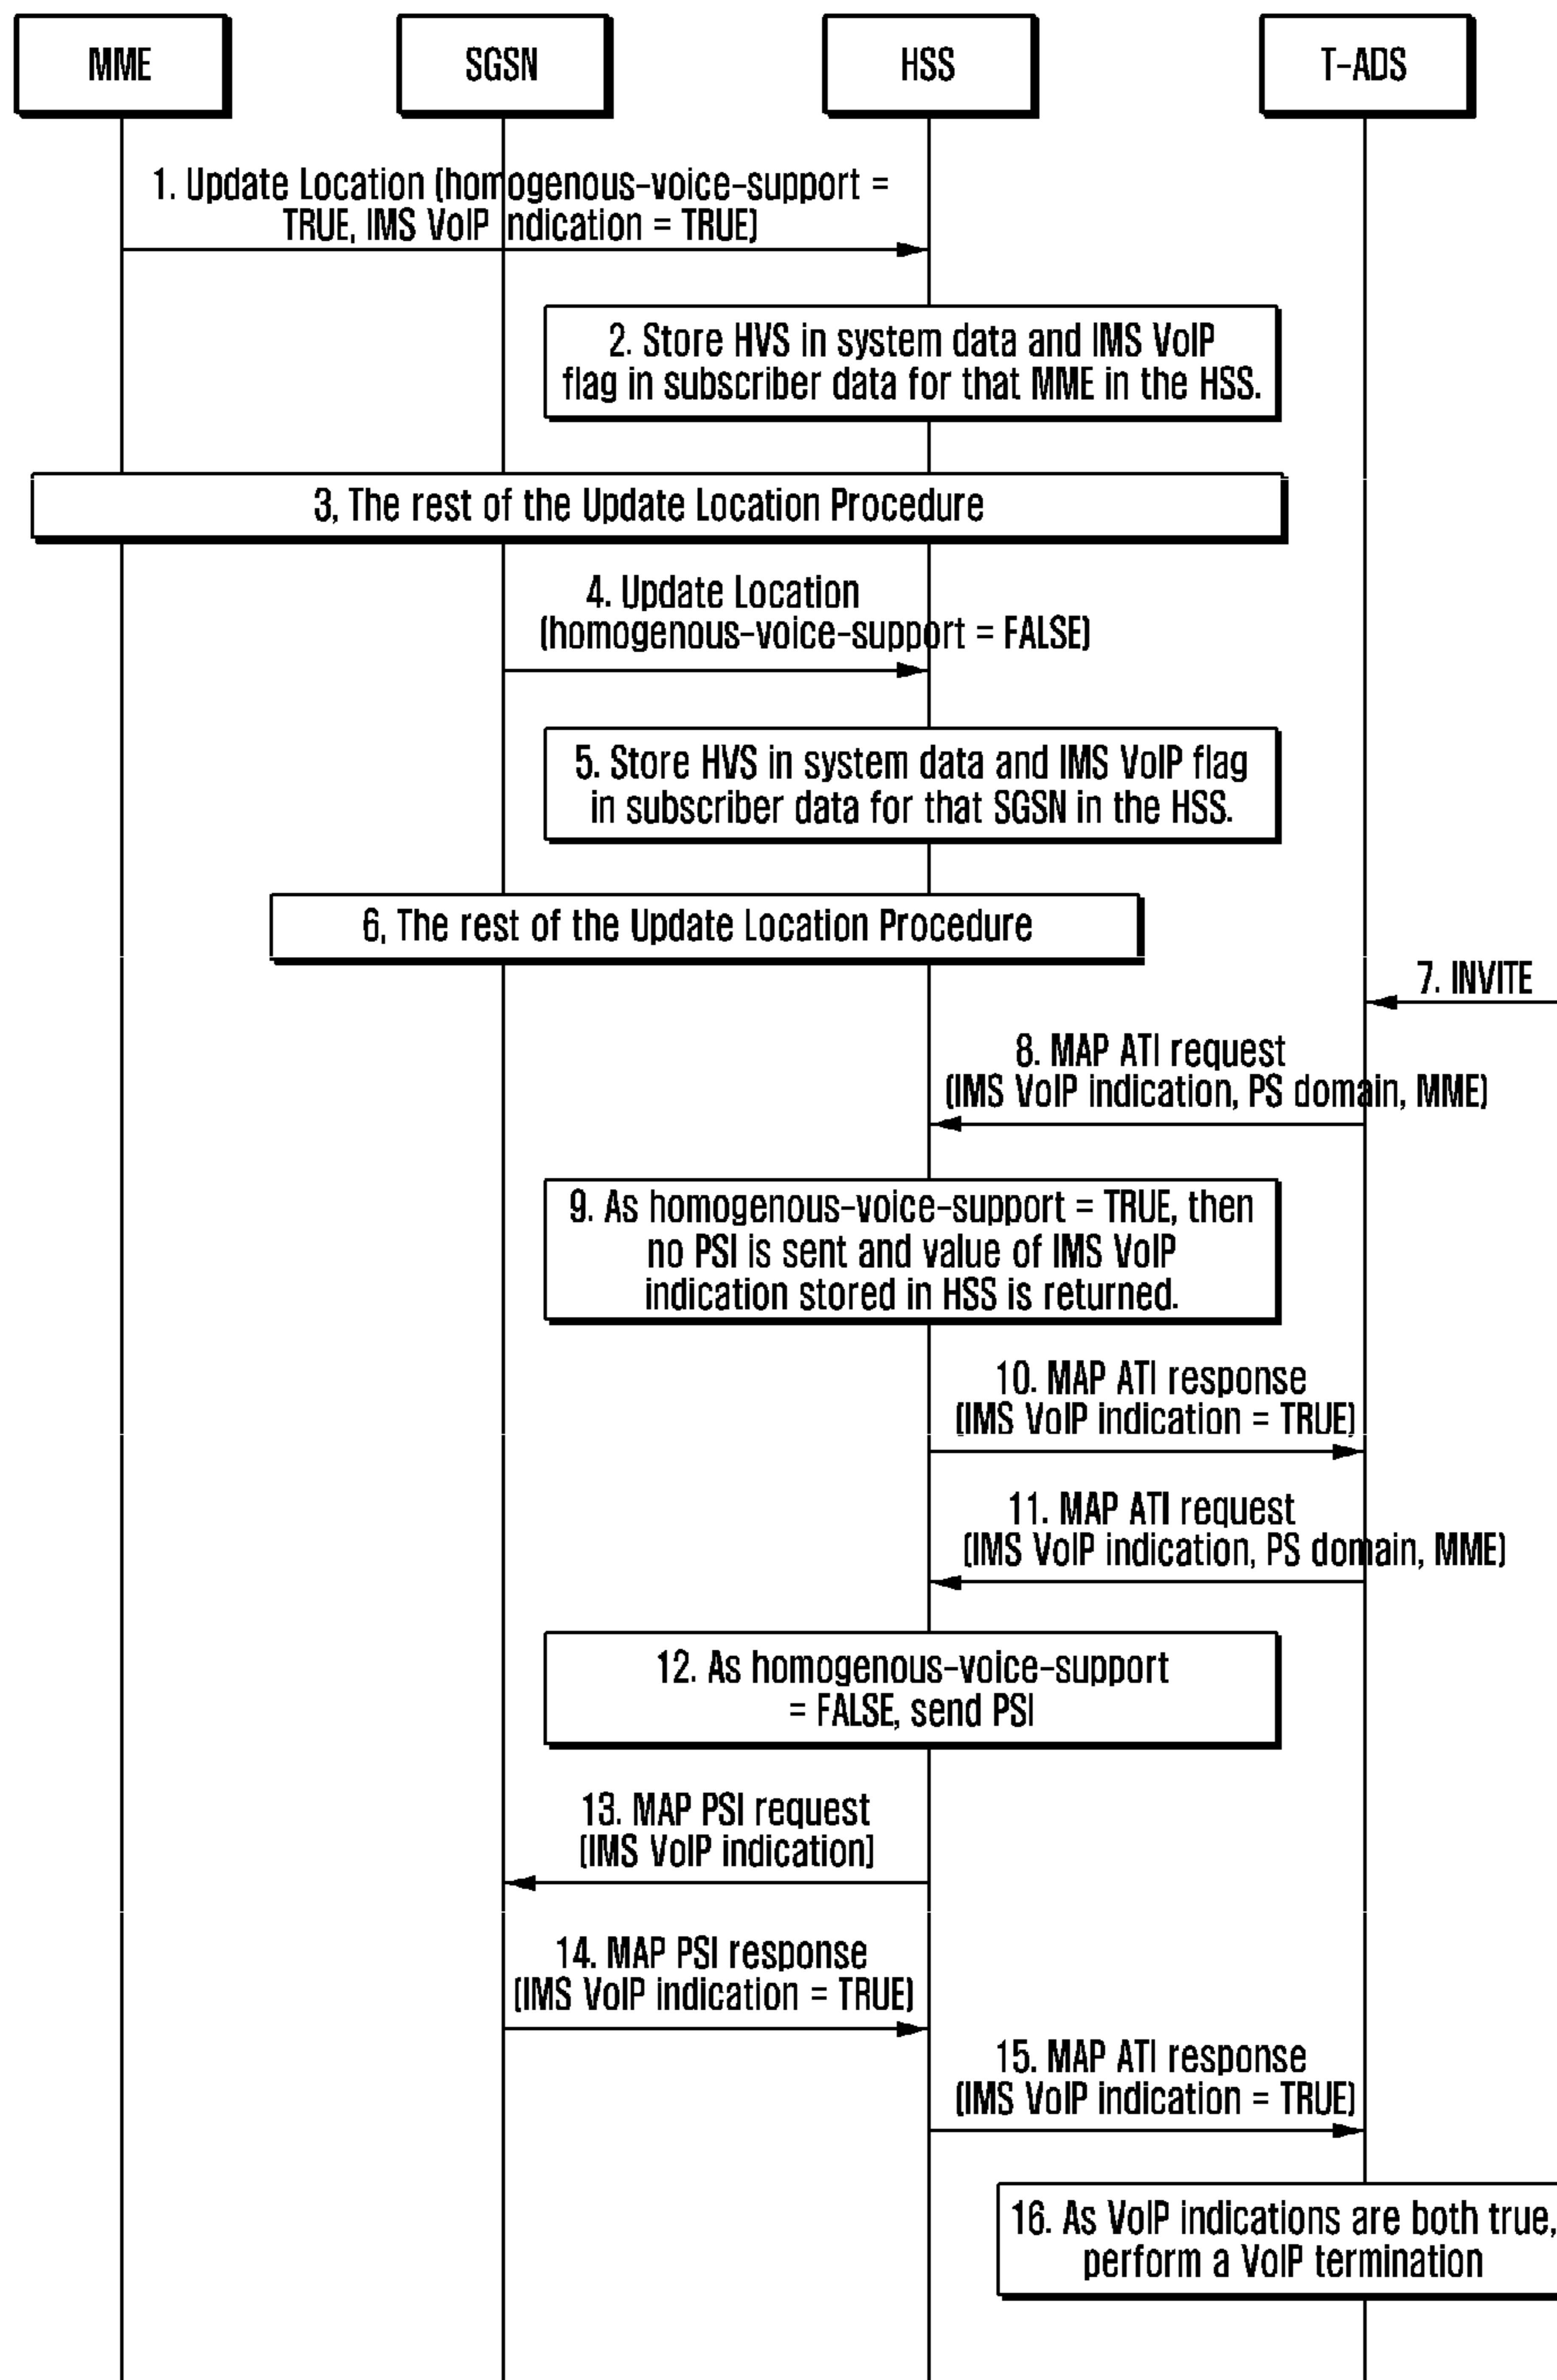 MME
SGSN
HSS
T-ADS
1. Update Location (homogenous-voice-support =
TRUE, IMS VoIP indication = TRUE)
2. Store HVS in system data and IMS VoIP
flag in subscriber data for that MME in the HSS.
3, The rest of the Update Location Procedure
4. Update Location
(homogenous-voice-support = FALSE)
5. Store HVS in system data and IMS VoIP flag
in subscriber data for that SGSN in the HSS.
6, The rest of the Update Location Procedure
7. INVITE
8. MAP ATI request
(IMS VoIP indication, PS domain, MME)
9. As homogenous-voice-support = TRUE, then
no PSI is sent and value of IMS VoIP
indication stored in HSS is returned.
10. MAP ATI response
(IMS VoIP indication = TRUE)
11. MAP ATI request
(IMS VoIP indication, PS domain, MME)
12. As homogenous-voice-support
= FALSE, send PSI
13. MAP PSI request
(IMS VoIP indication)
14. MAP PSI response
(IMS VoIP indication = TRUE)
15. MAP ATI response
(IMS VoIP indication = TRUE)
16. As VoIP indications are both true,
perform a VoIP termination